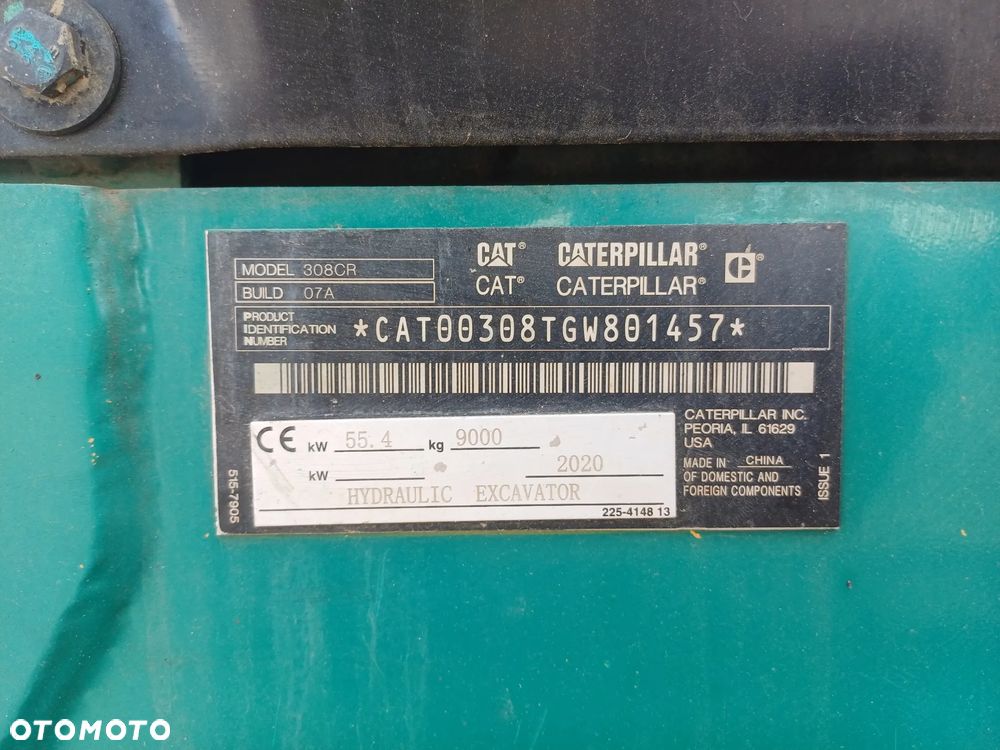 CAT® CATERPILLAR®
CAT® CATERPILLAR®
MODEL 308CR
BUILD 07A
PRODUCT
IDENTIFICATION
NUMBER
*CAT00308TGW801457*
CE kW 55.4 kg 9000
kW 2020
HYDRAULIC EXCAVATOR
225-4148 13
CATERPILLAR INC.
PEORIA, IL 61629
USA
MADE IN CHINA
OF DOMESTIC AND
FOREIGN COMPONENTS
515-7905
ISSUE 1
OTOMOTO